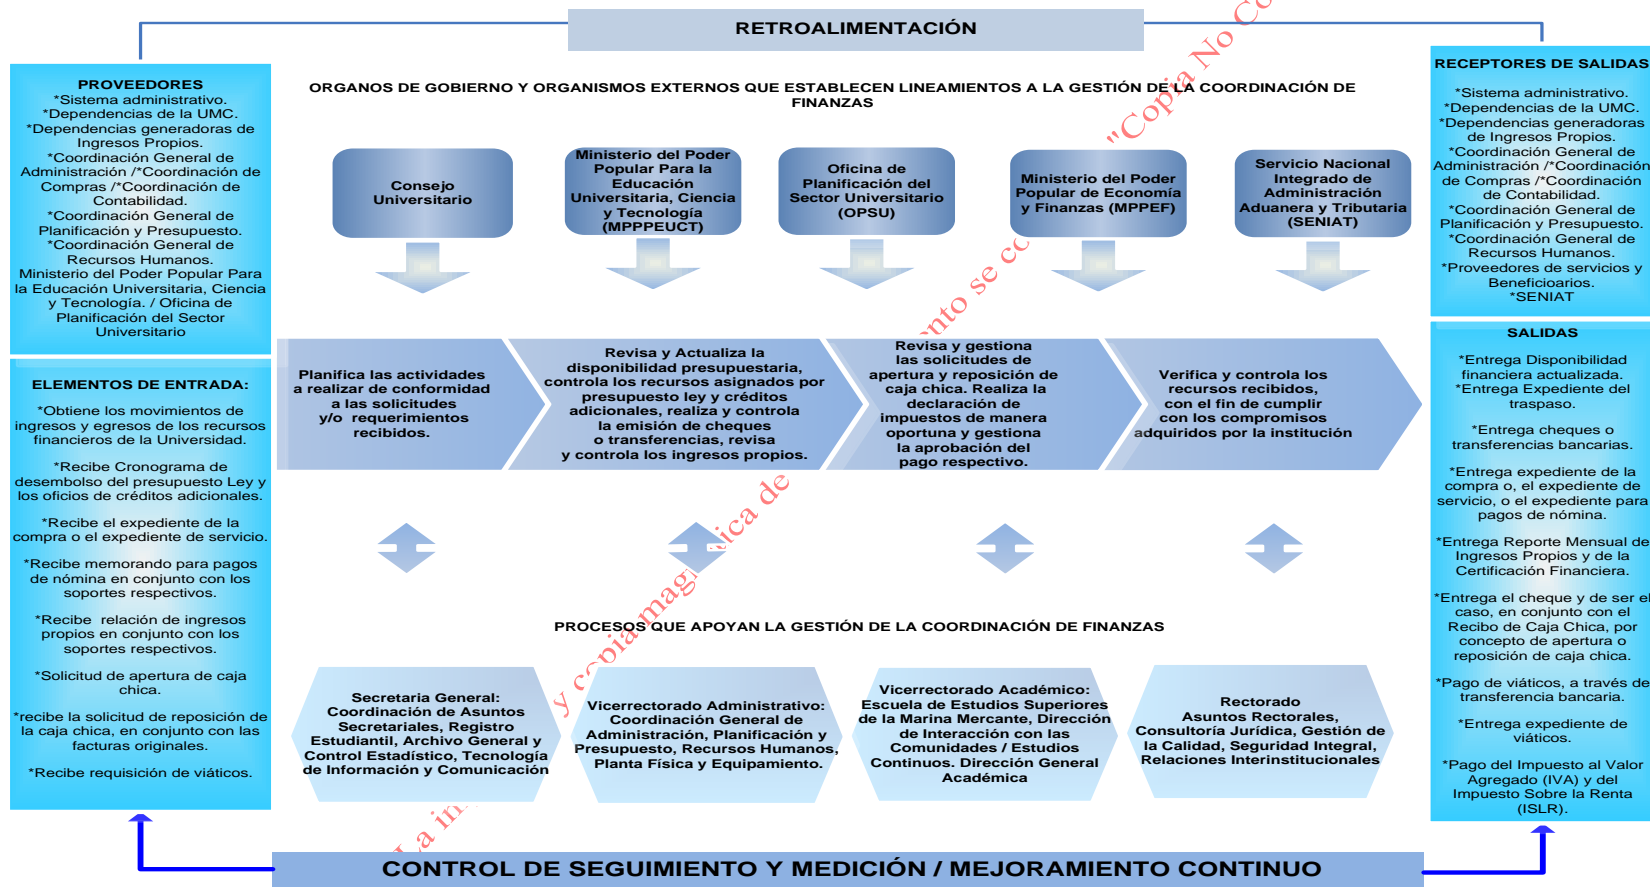 RETROALIMENTACIÓN
PROVEEDORES
*Sistema administrativo.
*Dependencias de la UMC.
*Dependencias generadoras de
Ingresos Propios.
*Coordinación General de
Administración /*Coordinación de
Compras /*Coordinación de
Contabilidad.
*Coordinación General de
Planificación y Presupuesto.
*Coordinación General de
Recursos Humanos.
Ministerio del Poder Popular Para
la Educación Universitaria, Ciencia
y Tecnología. / Oficina de
Planificación del Sector
Universitario
ELEMENTOS DE ENTRADA:
*Obtiene los movimientos de
ingresos y egresos de los recursos
financieros de la Universidad.
*Recibe Cronograma de
desembolso del presupuesto Ley y
los oficios de créditos adicionales.
*Recibe el expediente de la
compra o el expediente de servicio.
*Recibe memorando para pagos
de nómina en conjunto con los
soportes respectivos.
*Recibe relación de ingresos
propios en conjunto con los
soportes respectivos.
*Solicitud de apertura de caja
chica.
*recibe la solicitud de reposición de
la caja chica, en conjunto con las
facturas originales.
*Recibe requisición de viáticos.
ORGANOS DE GOBIERNO Y ORGANISMOS EXTERNOS QUE ESTABLECEN LINEAMIENTOS A LA GESTIÓN DE LA COORDINACIÓN DE
FINANZAS
Consejo
Universitario
Ministerio del Poder
Popular Para la
Educación
Universitaria, Ciencia
y Tecnología
(MPPPEUCT)
Oficina de
Planificación del
Sector Universitario
(OPSU)
Ministerio del Poder
Popular de Economía
y Finanzas (MPPEF)
Servicio Nacional
Integrado de
Administración
Aduanera y Tributaria
(SENIAT)
Planifica las actividades
a realizar de conformidad
a las solicitudes
y/o requerimientos
recibidos.
Revisa y Actualiza la
disponibilidad presupuestaria,
controla los recursos asignados por
presupuesto ley y créditos
adicionales, realiza y controla
la emisión de cheques
o transferencias, revisa
y controla los ingresos propios.
Revisa y gestiona
las solicitudes de
apertura y reposición de
caja chica. Realiza la
declaración de
impuestos de manera
oportuna y gestiona
la aprobación del
pago respectivo.
Verifica y controla los
recursos recibidos,
con el fin de cumplir
con los compromisos
adquiridos por la institución
PROCESOS QUE APOYAN LA GESTIÓN DE LA COORDINACIÓN DE FINANZAS
Secretaria General:
Coordinación de Asuntos
Secretariales, Registro
Estudiantil, Archivo General y
Control Estadístico, Tecnología
de Información y Comunicación
Vicerrectorado Administrativo:
Coordinación General de
Administración, Planificación y
Presupuesto, Recursos Humanos,
Planta Física y Equipamiento.
Vicerrectorado Académico:
Escuela de Estudios Superiores
de la Marina Mercante, Dirección
de Interacción con las
Comunidades / Estudios
Continuos. Dirección General
Académica
Rectorado
Asuntos Rectorales,
Consultoría Jurídica, Gestión de
la Calidad, Seguridad Integral,
Relaciones Interinstitucionales
RECEPTORES DE SALIDAS
*Sistema administrativo.
*Dependencias de la UMC.
*Dependencias generadoras
de Ingresos Propios.
*Coordinación General de
Administración /*Coordinación
de Compras /*Coordinación
de Contabilidad.
*Coordinación General de
Planificación y Presupuesto.
*Coordinación General de
Recursos Humanos.
*Proveedores de servicios y
Beneficioarios.
*SENIAT
SALIDAS
*Entrega Disponibilidad
financiera actualizada.
*Entrega Expediente del
traspaso.
*Entrega cheques o
transferencias bancarias.
*Entrega expediente de la
compra o, el expediente de
servicio, o el expediente para
pagos de nómina.
*Entrega Reporte Mensual de
Ingresos Propios y de la
Certificación Financiera.
*Entrega el cheque y de ser el
caso, en conjunto con el
Recibo de Caja Chica, por
concepto de apertura o
reposición de caja chica.
*Pago de viáticos, a través de
transferencia bancaria.
*Entrega expediente de
viáticos.
*Pago del Impuesto al Valor
Agregado (IVA) y del
Impuesto Sobre la Renta
(ISLR).
CONTROL DE SEGUIMIENTO Y MEDICIÓN / MEJORAMIENTO CONTINUO
y copia "Copia No